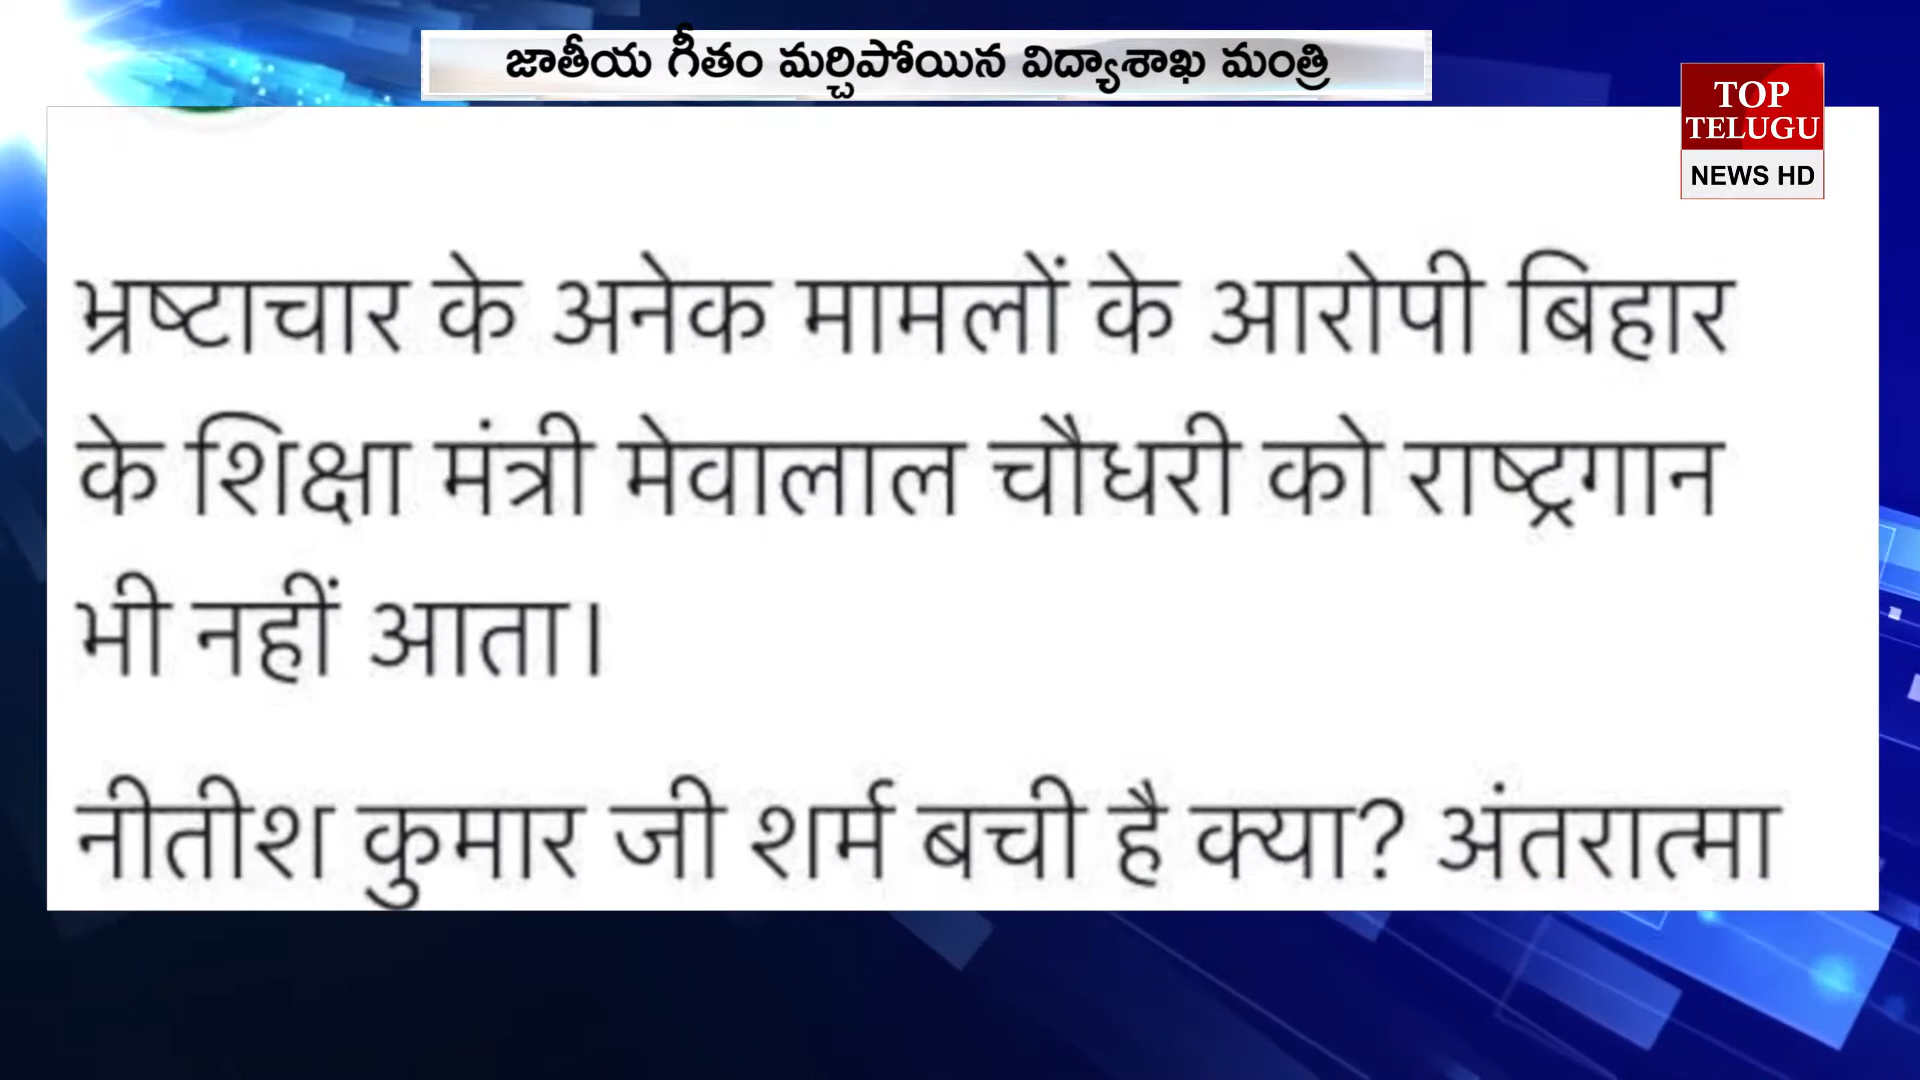 జాతీయ గీతం మర్చిపోయిన విద్యాశాఖ మంత్రి
TOP
TELUGU
NEWS HD
भ्रष्टाचार के अनेक मामलों के आरोपी बिहार
के शिक्षा मंत्री मेवालाल चौधरी को राष्ट्रगान
भी नहीं आता।
नीतीश कुमार जी शर्म बची है क्या? अंतरात्मा